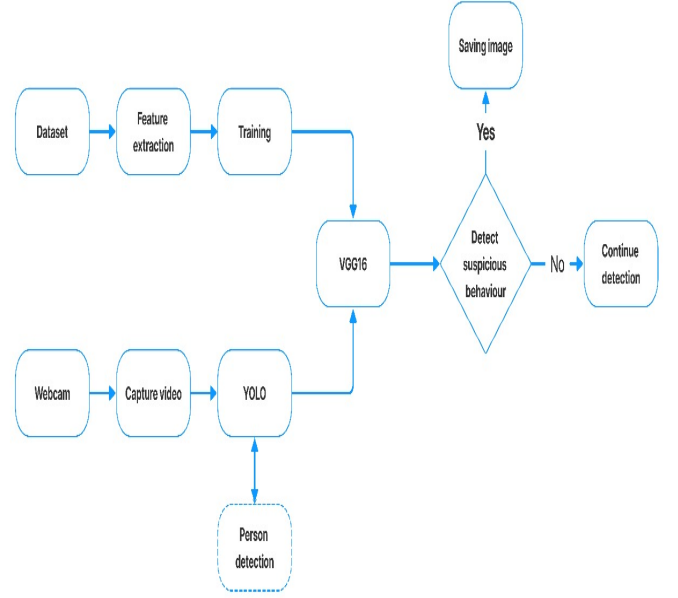 Saving image
Yes
Dataset
Feature
extraction
Training
VGG16
Detect
suspicious
behaviour
No
Continue
detection
Webcam
Capture video
YOLO
Person
detection